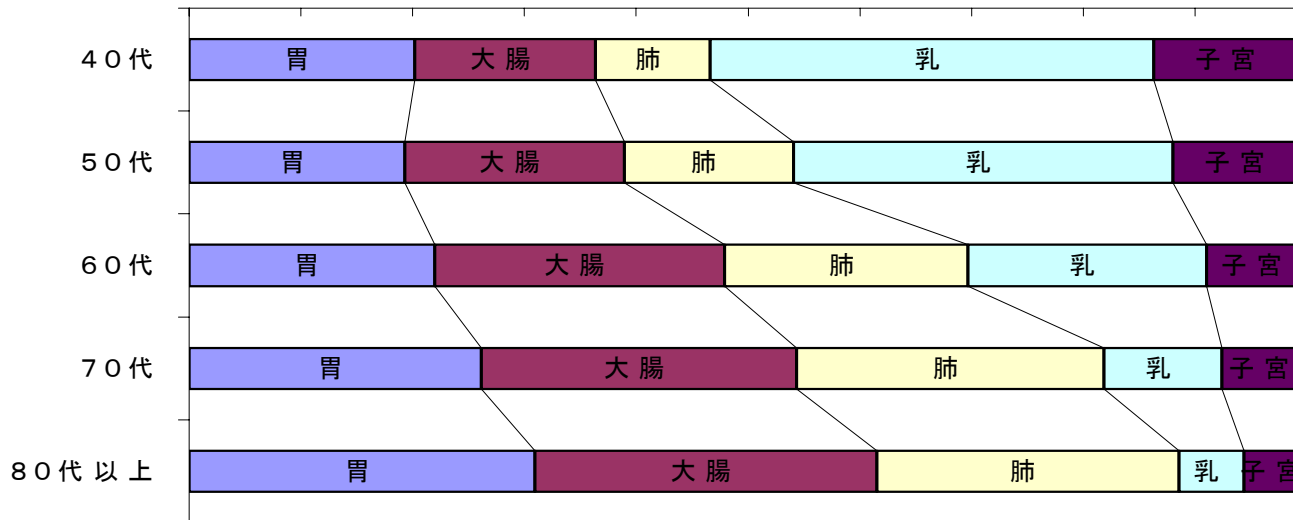 ４０代 胃 大腸 肺 乳 子宮
５０代 胃 大腸 肺 乳 子宮
６０代 胃 大腸 肺 乳 子宮
７０代 胃 大腸 肺 乳 子宮
８０代以上 胃 大腸 肺 乳 子宮